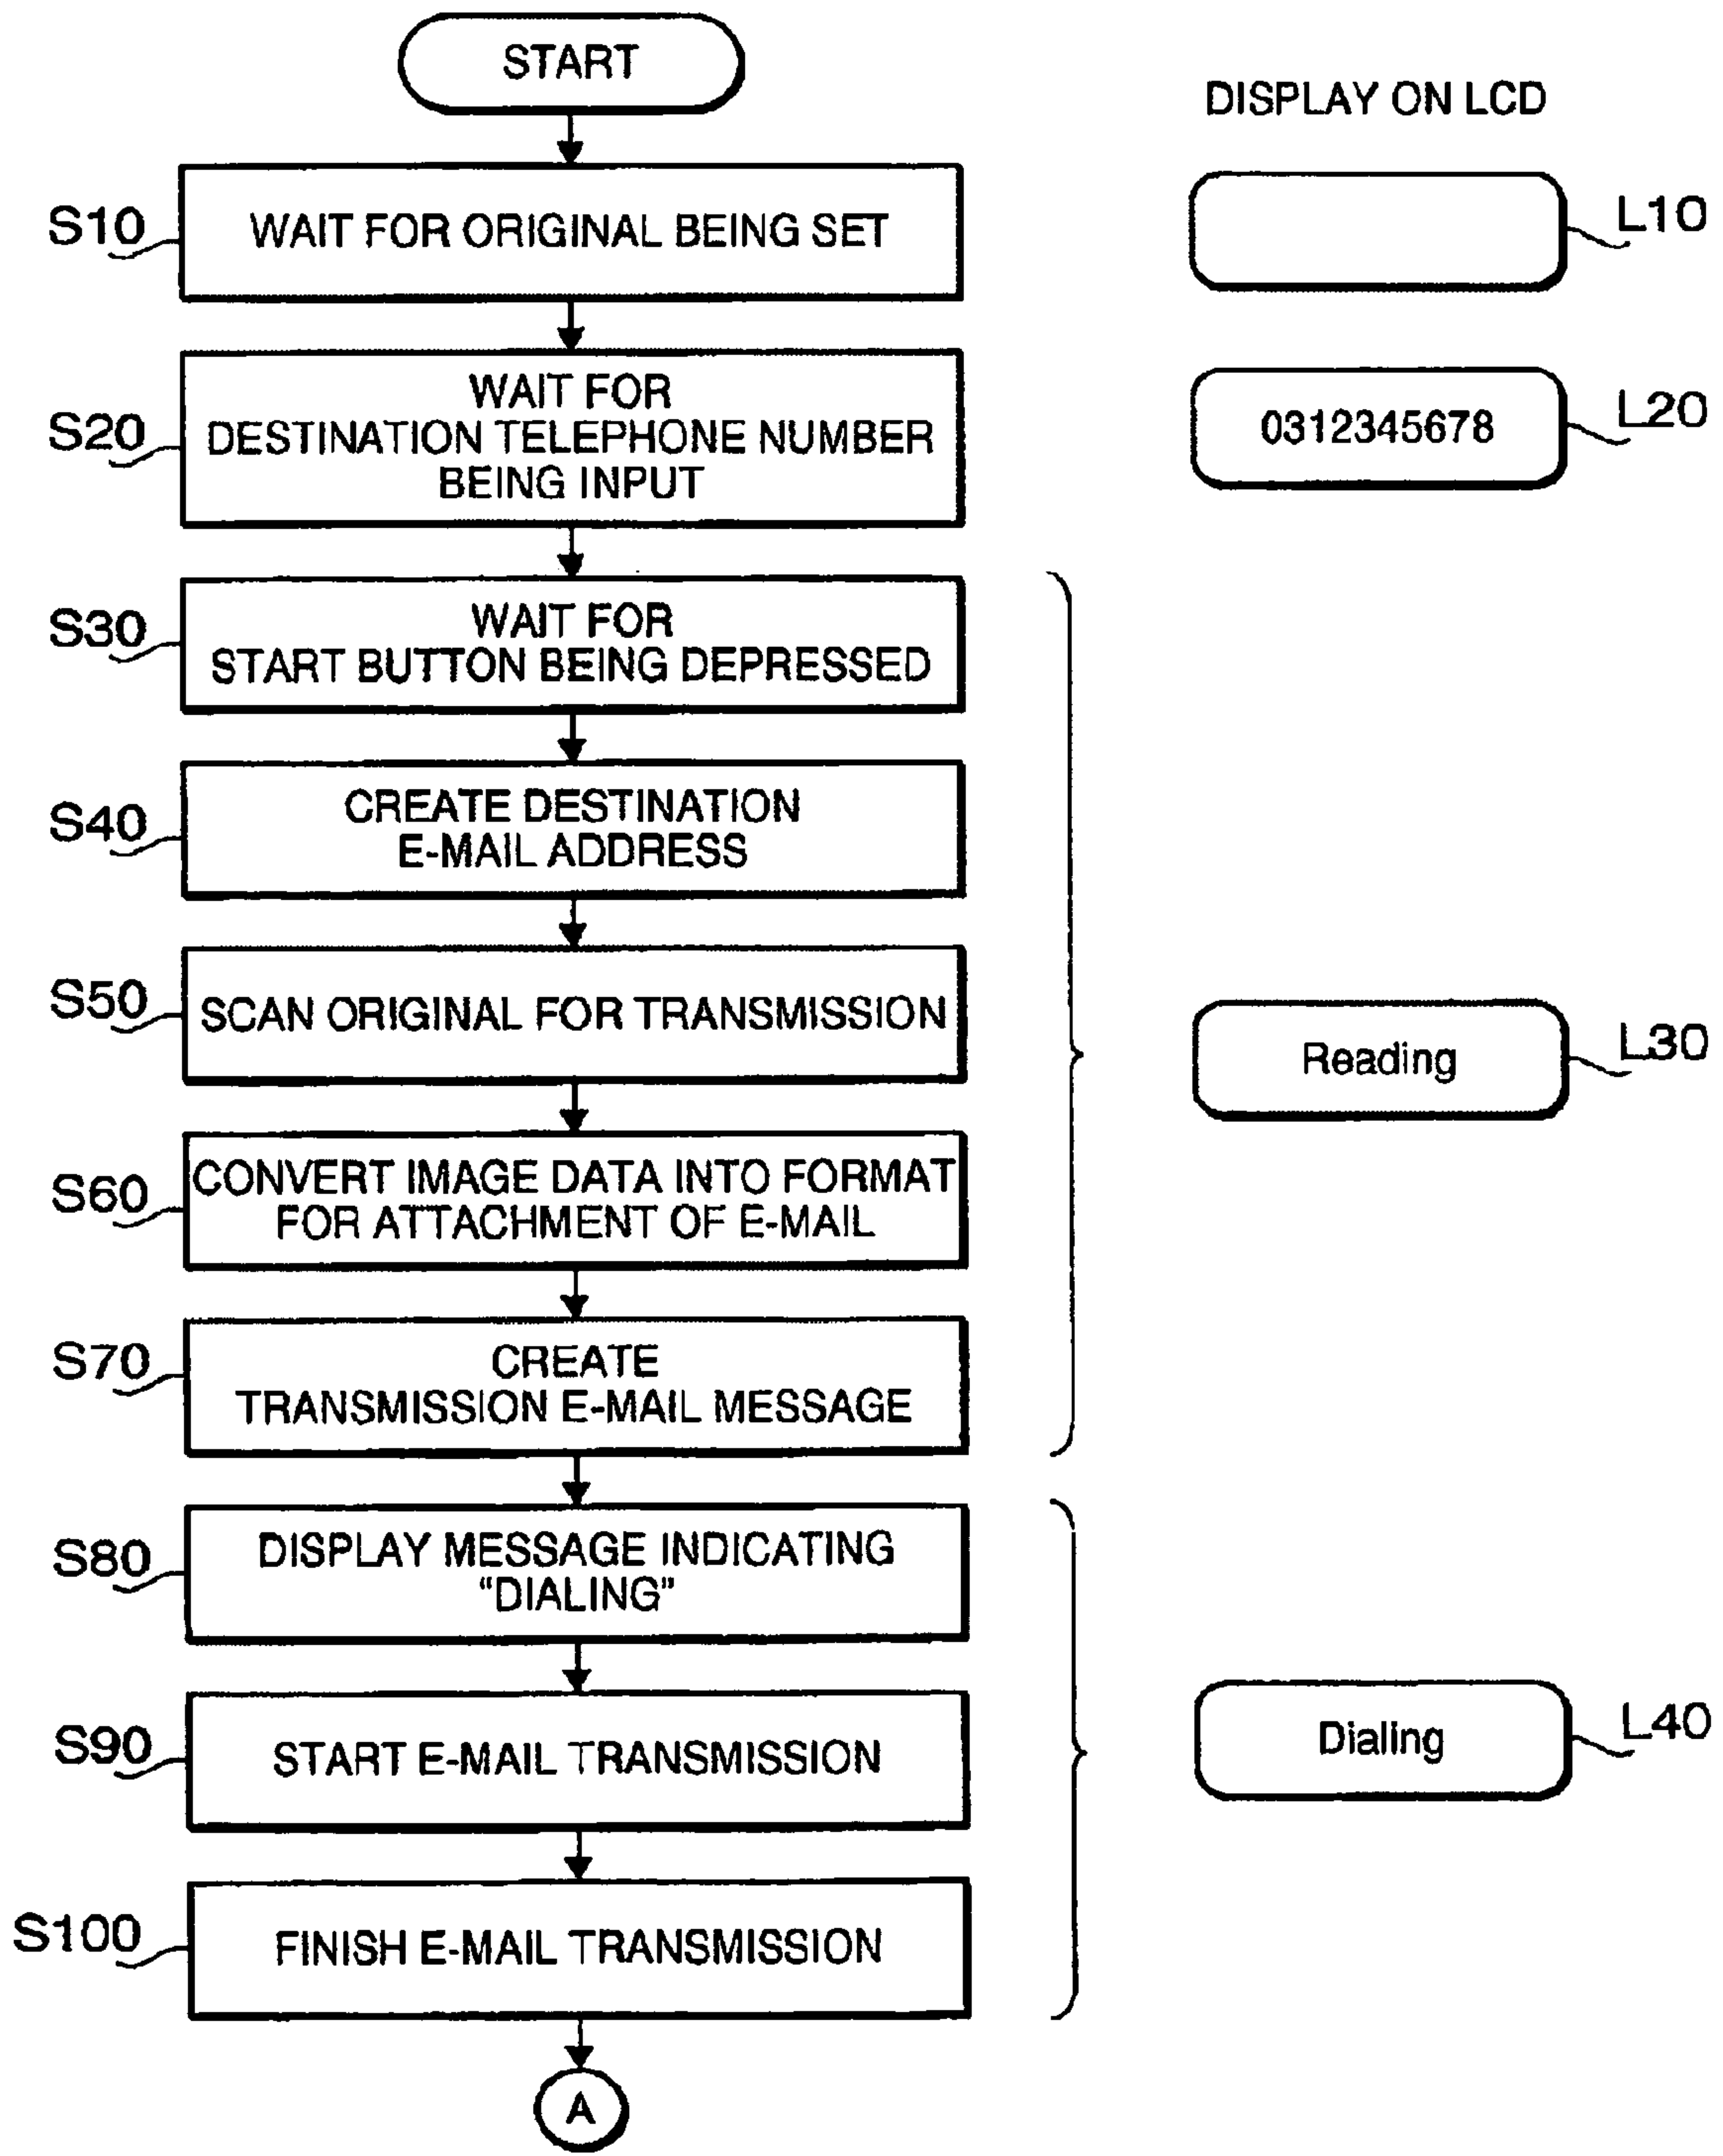 START
DISPLAY ON LCD
S10
WAIT FOR ORIGINAL BEING SET
L10
S20
WAIT FOR
DESTINATION TELEPHONE NUMBER
BEING INPUT
0312345678
L20
S30
WAIT FOR
START BUTTON BEING DEPRESSED
S40
CREATE DESTINATION
E-MAIL ADDRESS
S50
SCAN ORIGINAL FOR TRANSMISSION
Reading
L30
S60
CONVERT IMAGE DATA INTO FORMAT
FOR ATTACHMENT OF E-MAIL
S70
CREATE
TRANSMISSION E-MAIL MESSAGE
S80
DISPLAY MESSAGE INDICATING
“DIALING”
S90
START E-MAIL TRANSMISSION
Dialing
L40
S100
FINISH E-MAIL TRANSMISSION
A